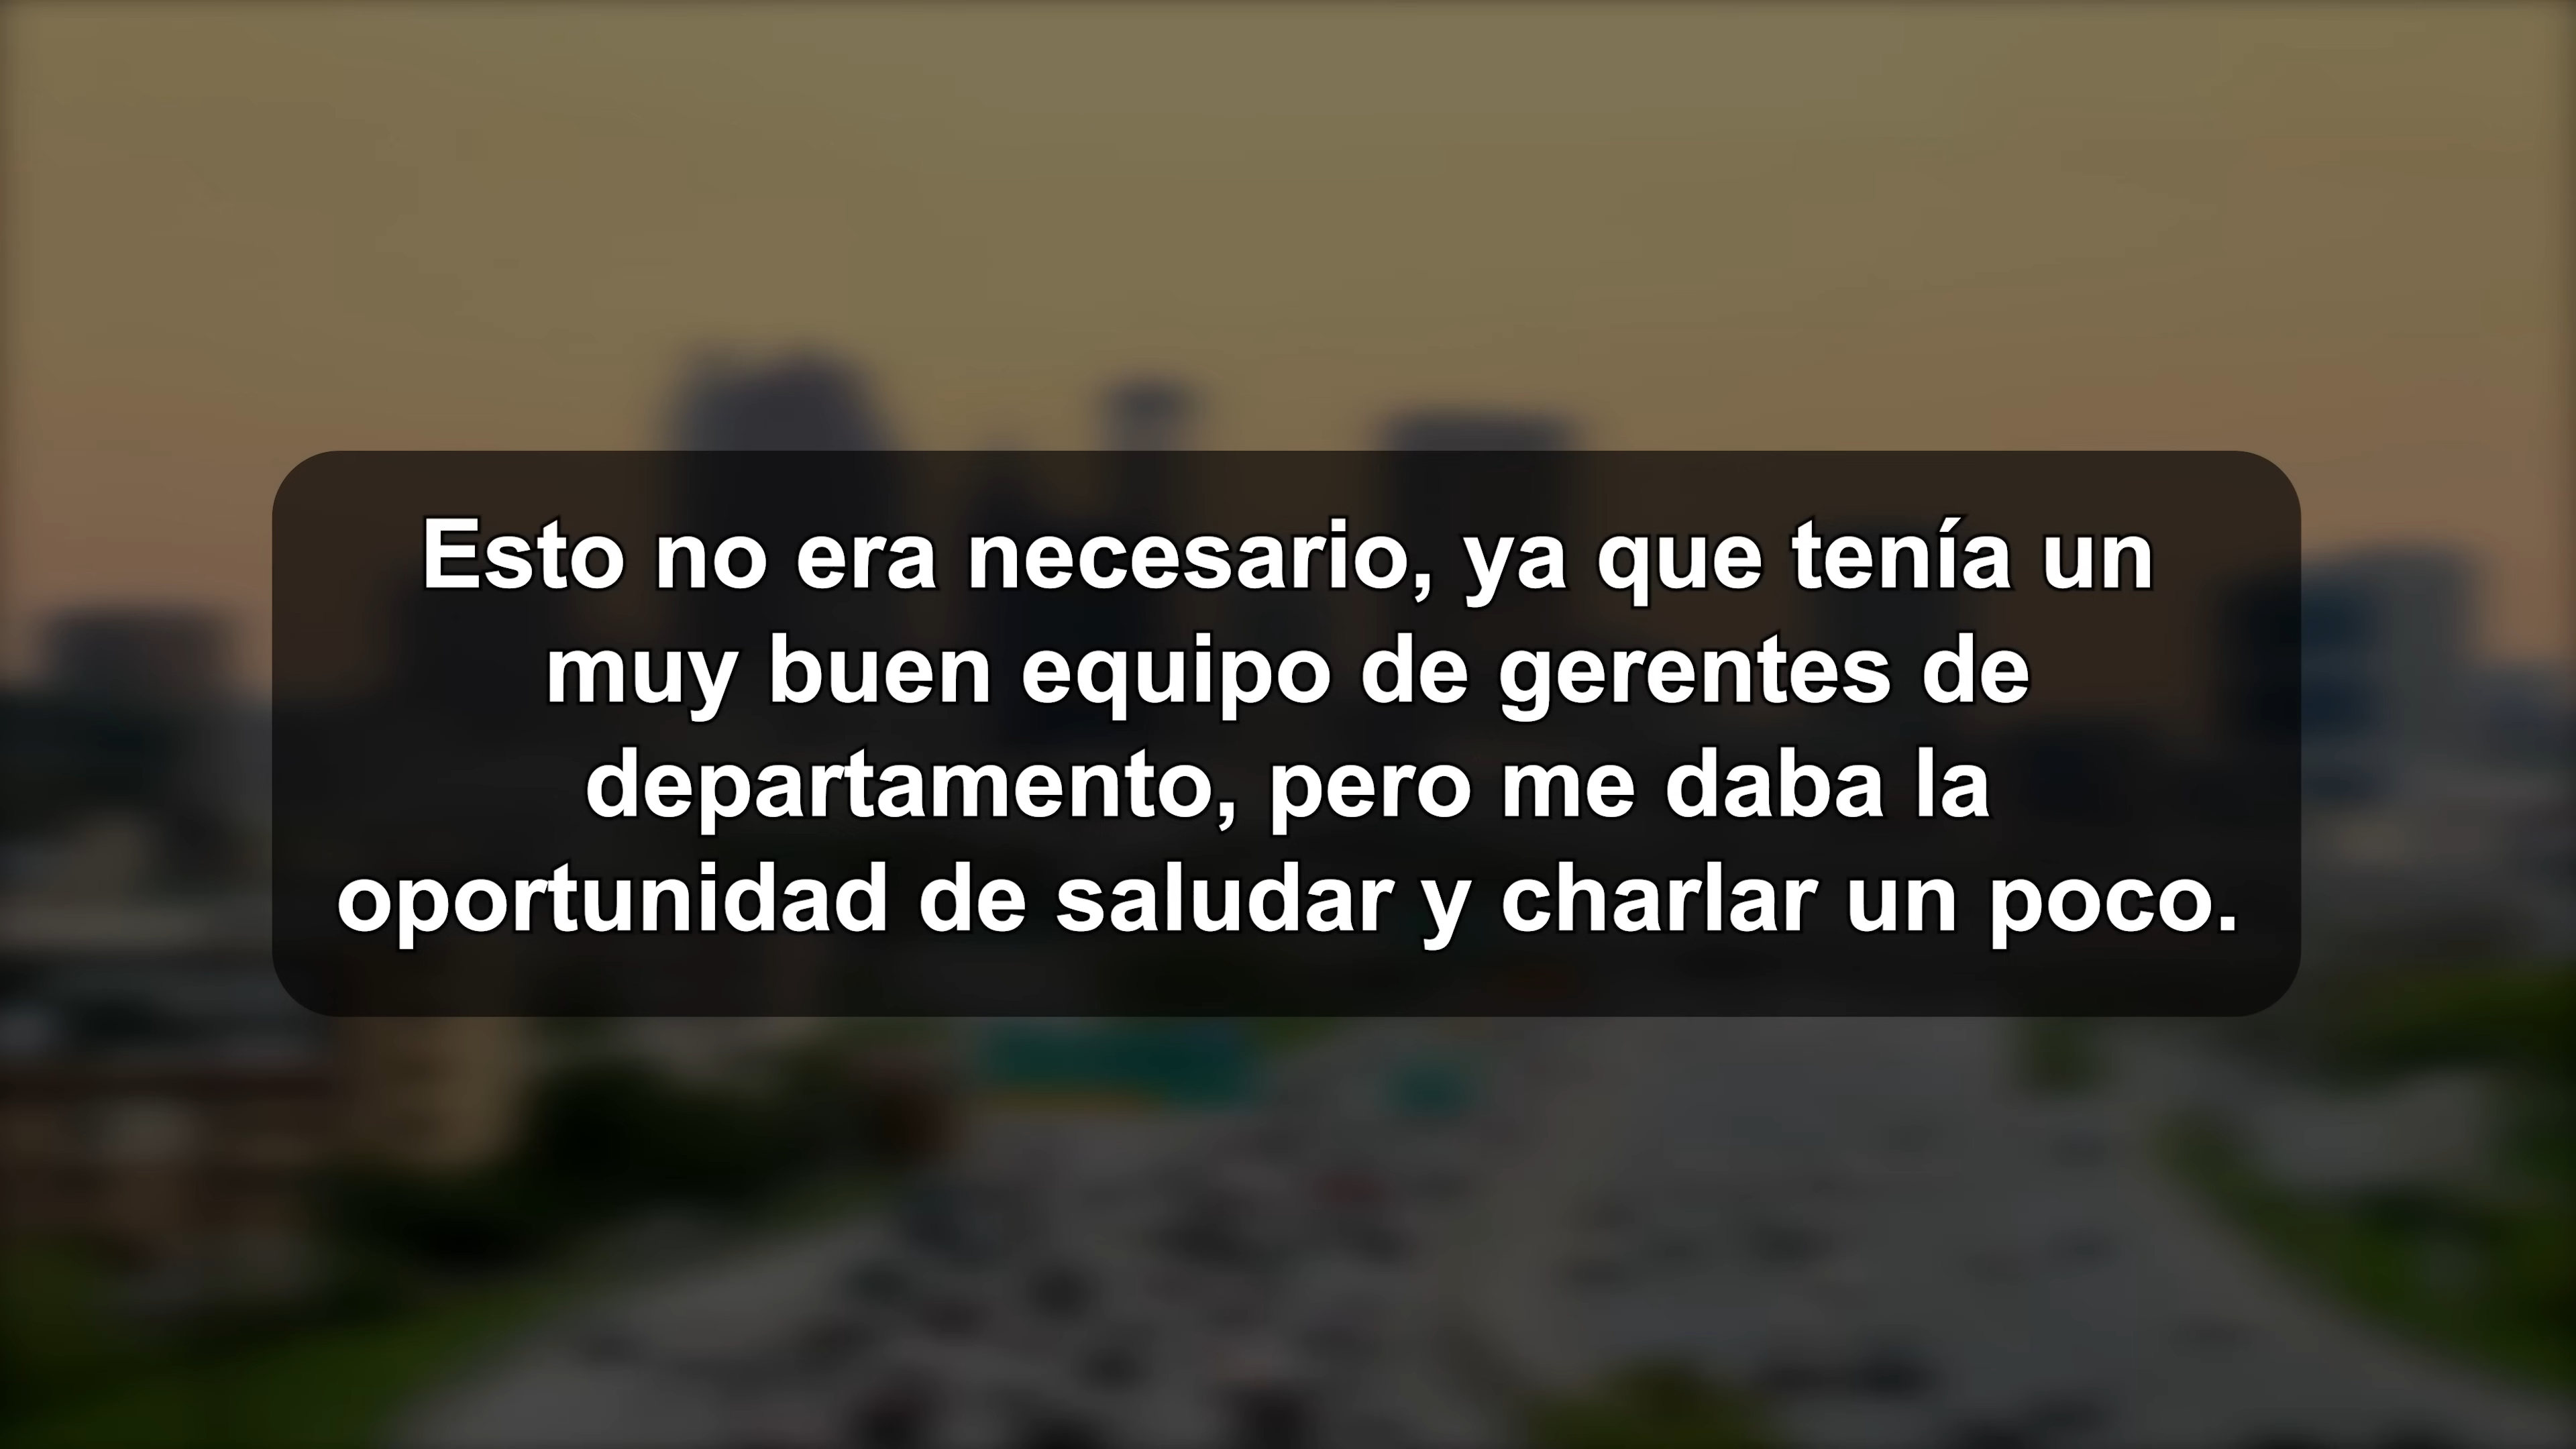 Esto no era necesario, ya que tenía un
muy buen equipo de gerentes de
departamento, pero me daba la
oportunidad de saludar y charlar un poco.